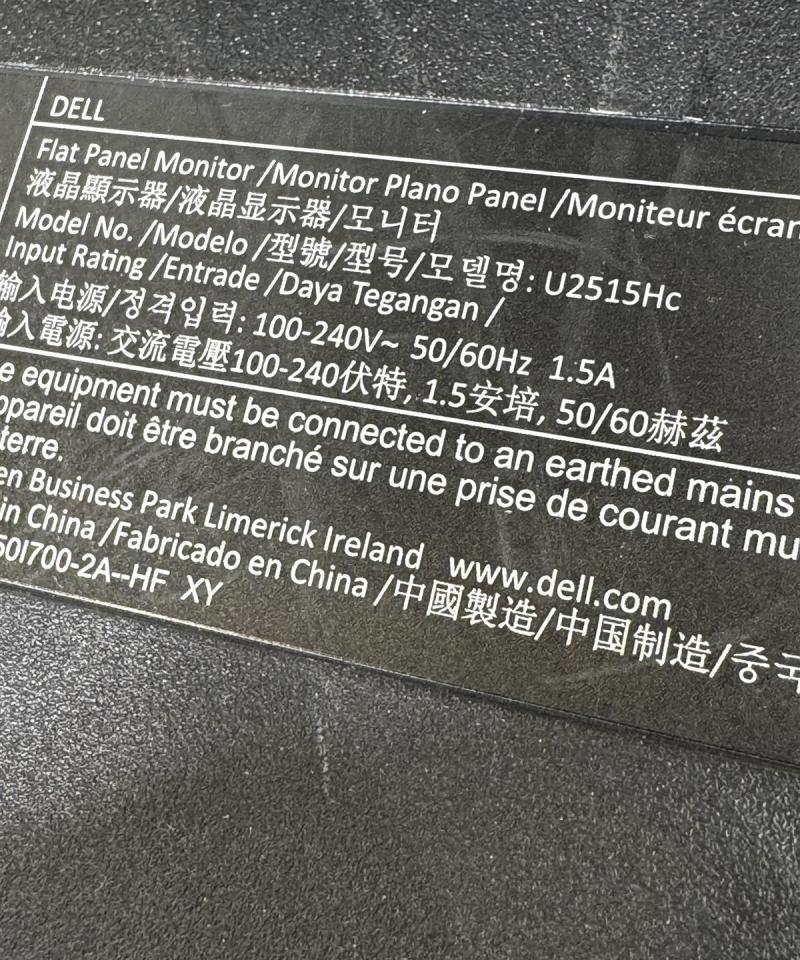 DELL
Flat Panel Monitor /Monitor Plano Panel /Moniteur écran
液晶顯示器/液晶显示器/모니터
Model No. /Modelo /型號/型号/모델명: U2515Hc
Input Rating /Entrade /Daya Tegangan /
輸入电源/정격입력: 100-240V~ 50/60Hz 1.5A
輸入電源: 交流電壓100-240伏特, 1.5安培, 50/60赫茲
equipment must be connected to an earthed mains
doit être branché sur une prise de courant
terre.
Business Park Limerick Ireland www.dell.com
in China /Fabricado en China /中國製造/中国制造/중국
50I700-2A--HF XY